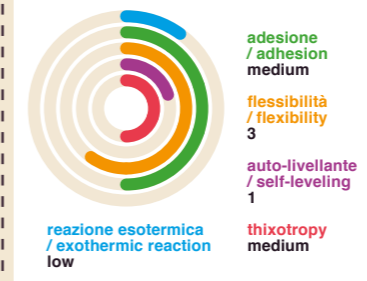 adesione
/ adhesion
medium
flessibilità
/ flexibility
3
auto-livellante
/ self-leveling
1
reazione esotermica
/ exothermic reaction
low
thixotropy
medium